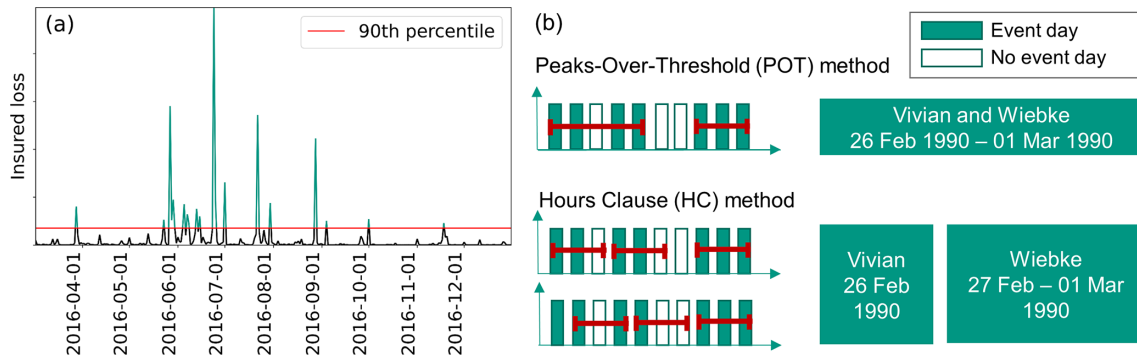 (a)
90th percentile
Insured loss
2016-04-01
2016-05-01
2016-06-01
2016-07-01
2016-08-01
2016-09-01
2016-10-01
2016-11-01
2016-12-01
(b)
Event day
No event day
Peaks-Over-Threshold (POT) method
Vivian and Wiebke
26 Feb 1990 – 01 Mar 1990
Hours Clause (HC) method
Vivian
26 Feb
1990
Wiebke
27 Feb – 01 Mar
1990